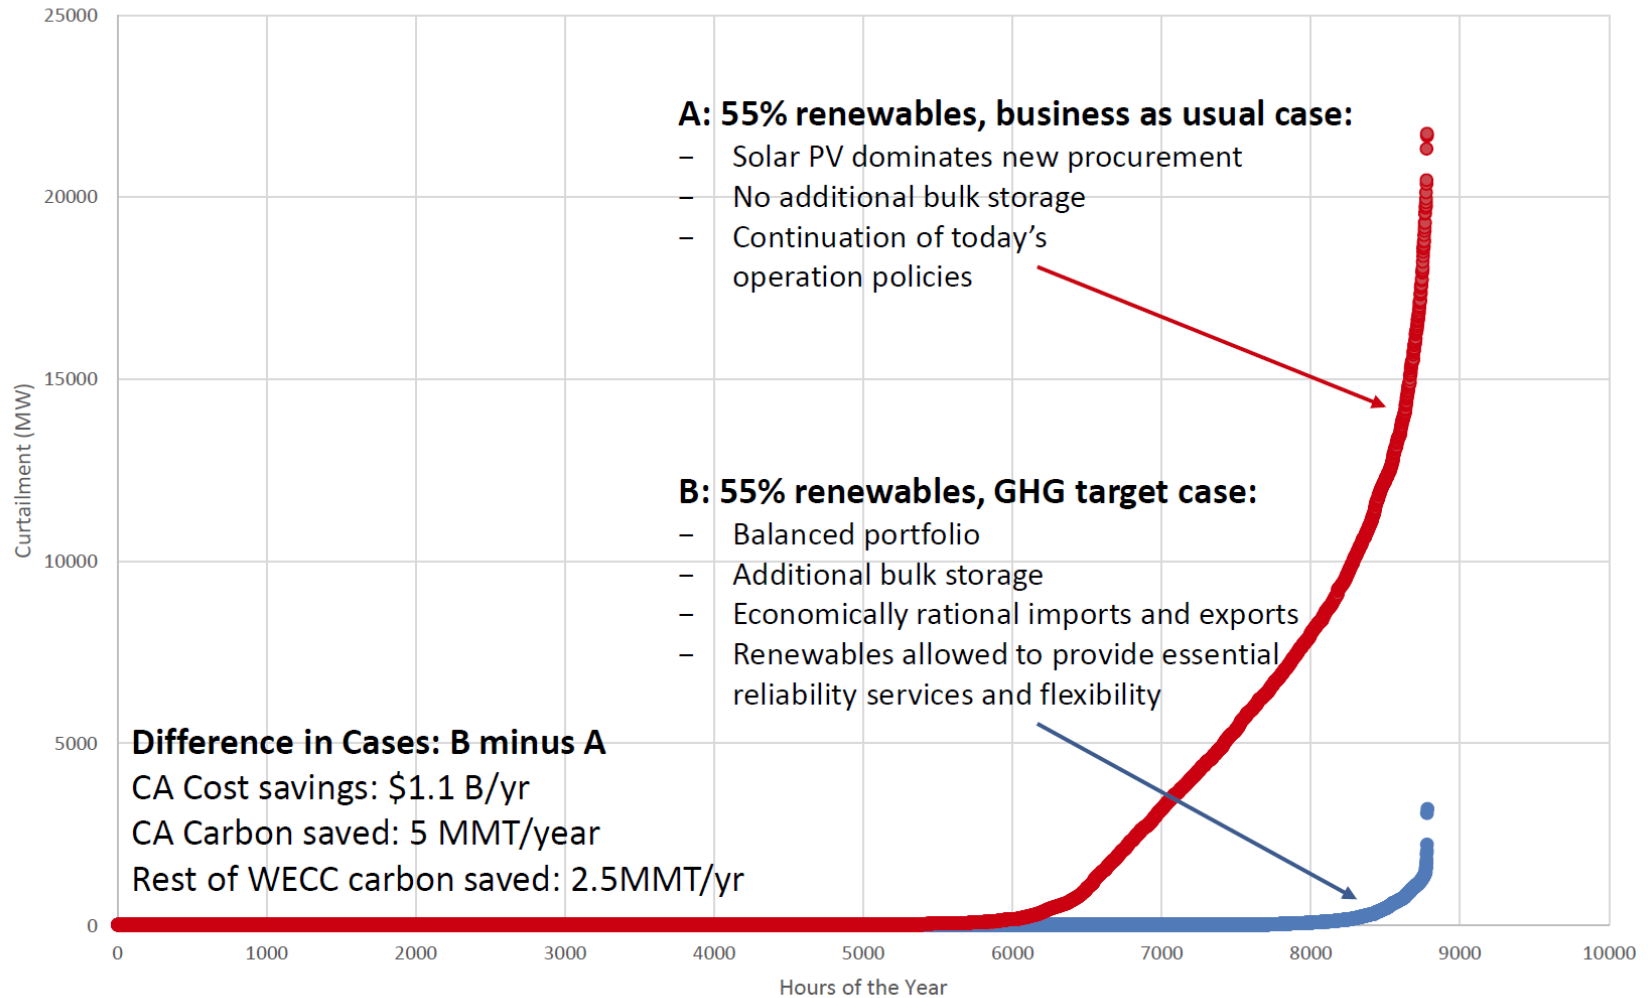 25000
A: 55% renewables, business as usual case:
– Solar PV dominates new procurement
20000
– No additional bulk storage
– Continuation of today’s
operation policies
15000
Curtailment (MW)
B: 55% renewables, GHG target case:
– Balanced portfolio
10000
– Additional bulk storage
– Economically rational imports and exports
– Renewables allowed to provide essential
reliability services and flexibility
5000
Difference in Cases: B minus A
CA Cost savings: $1.1 B/yr
CA Carbon saved: 5 MMT/year
Rest of WECC carbon saved: 2.5MMT/yr
0
0 1000 2000 3000 4000 5000 6000 7000 8000 9000 10000
Hours of the Year